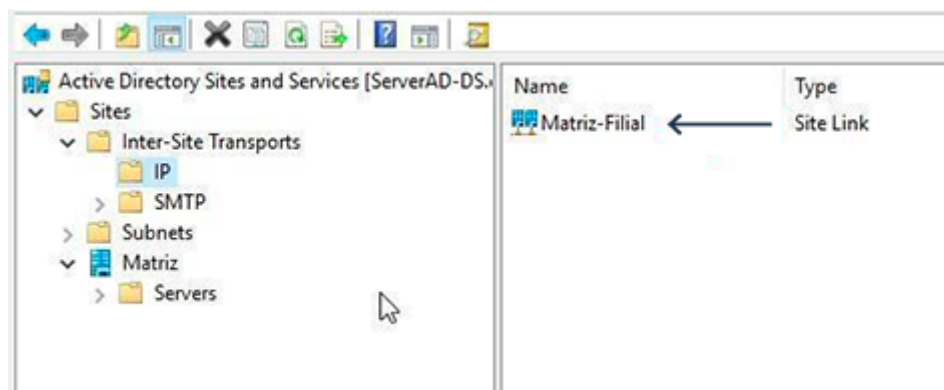 Active Directory Sites and Services [ServerAD-DS.
Name Type
Sites
Matriz-Filial Site Link
Inter-Site Transports
IP
SMTP
Subnets
Matriz
Servers